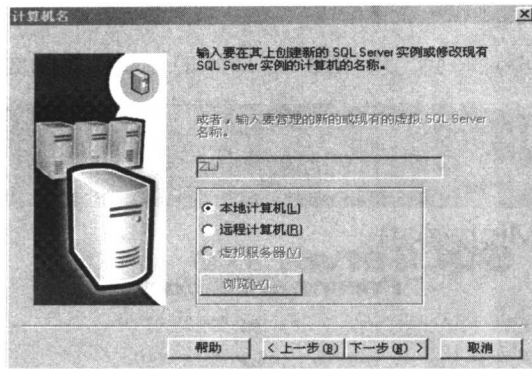 计算机名
输入要在其上创建新的 SQL Server 实例或修改现有
SQL Server 实例的计算机的名称。
或者，输入要管理的新的或现有的虚拟 SQL Server
名称。
ZLJ
本地计算机(L)
远程计算机(R)
虚拟服务器(V)
浏览(W)...
帮助
< 上一步(B)
下一步(N) >
取消